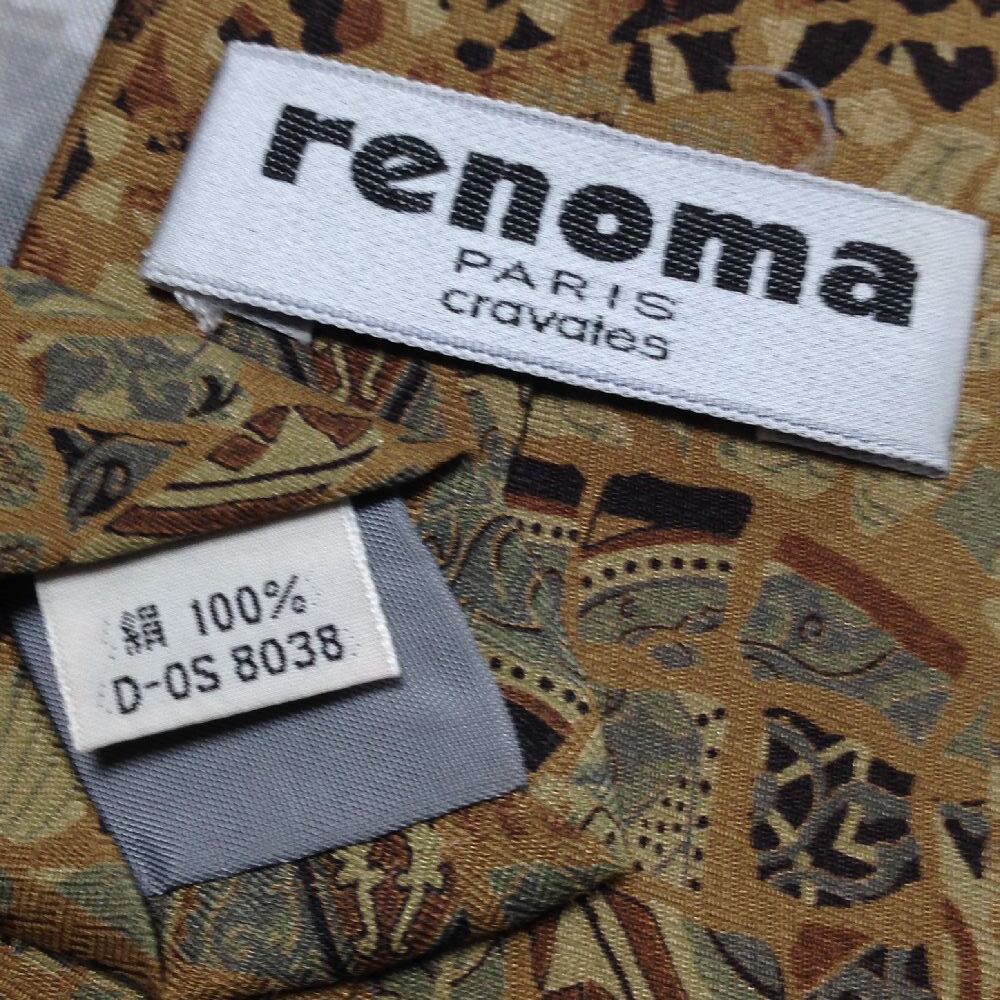 renoma
PARIS
cravates
絹 100%
D-OS 8038